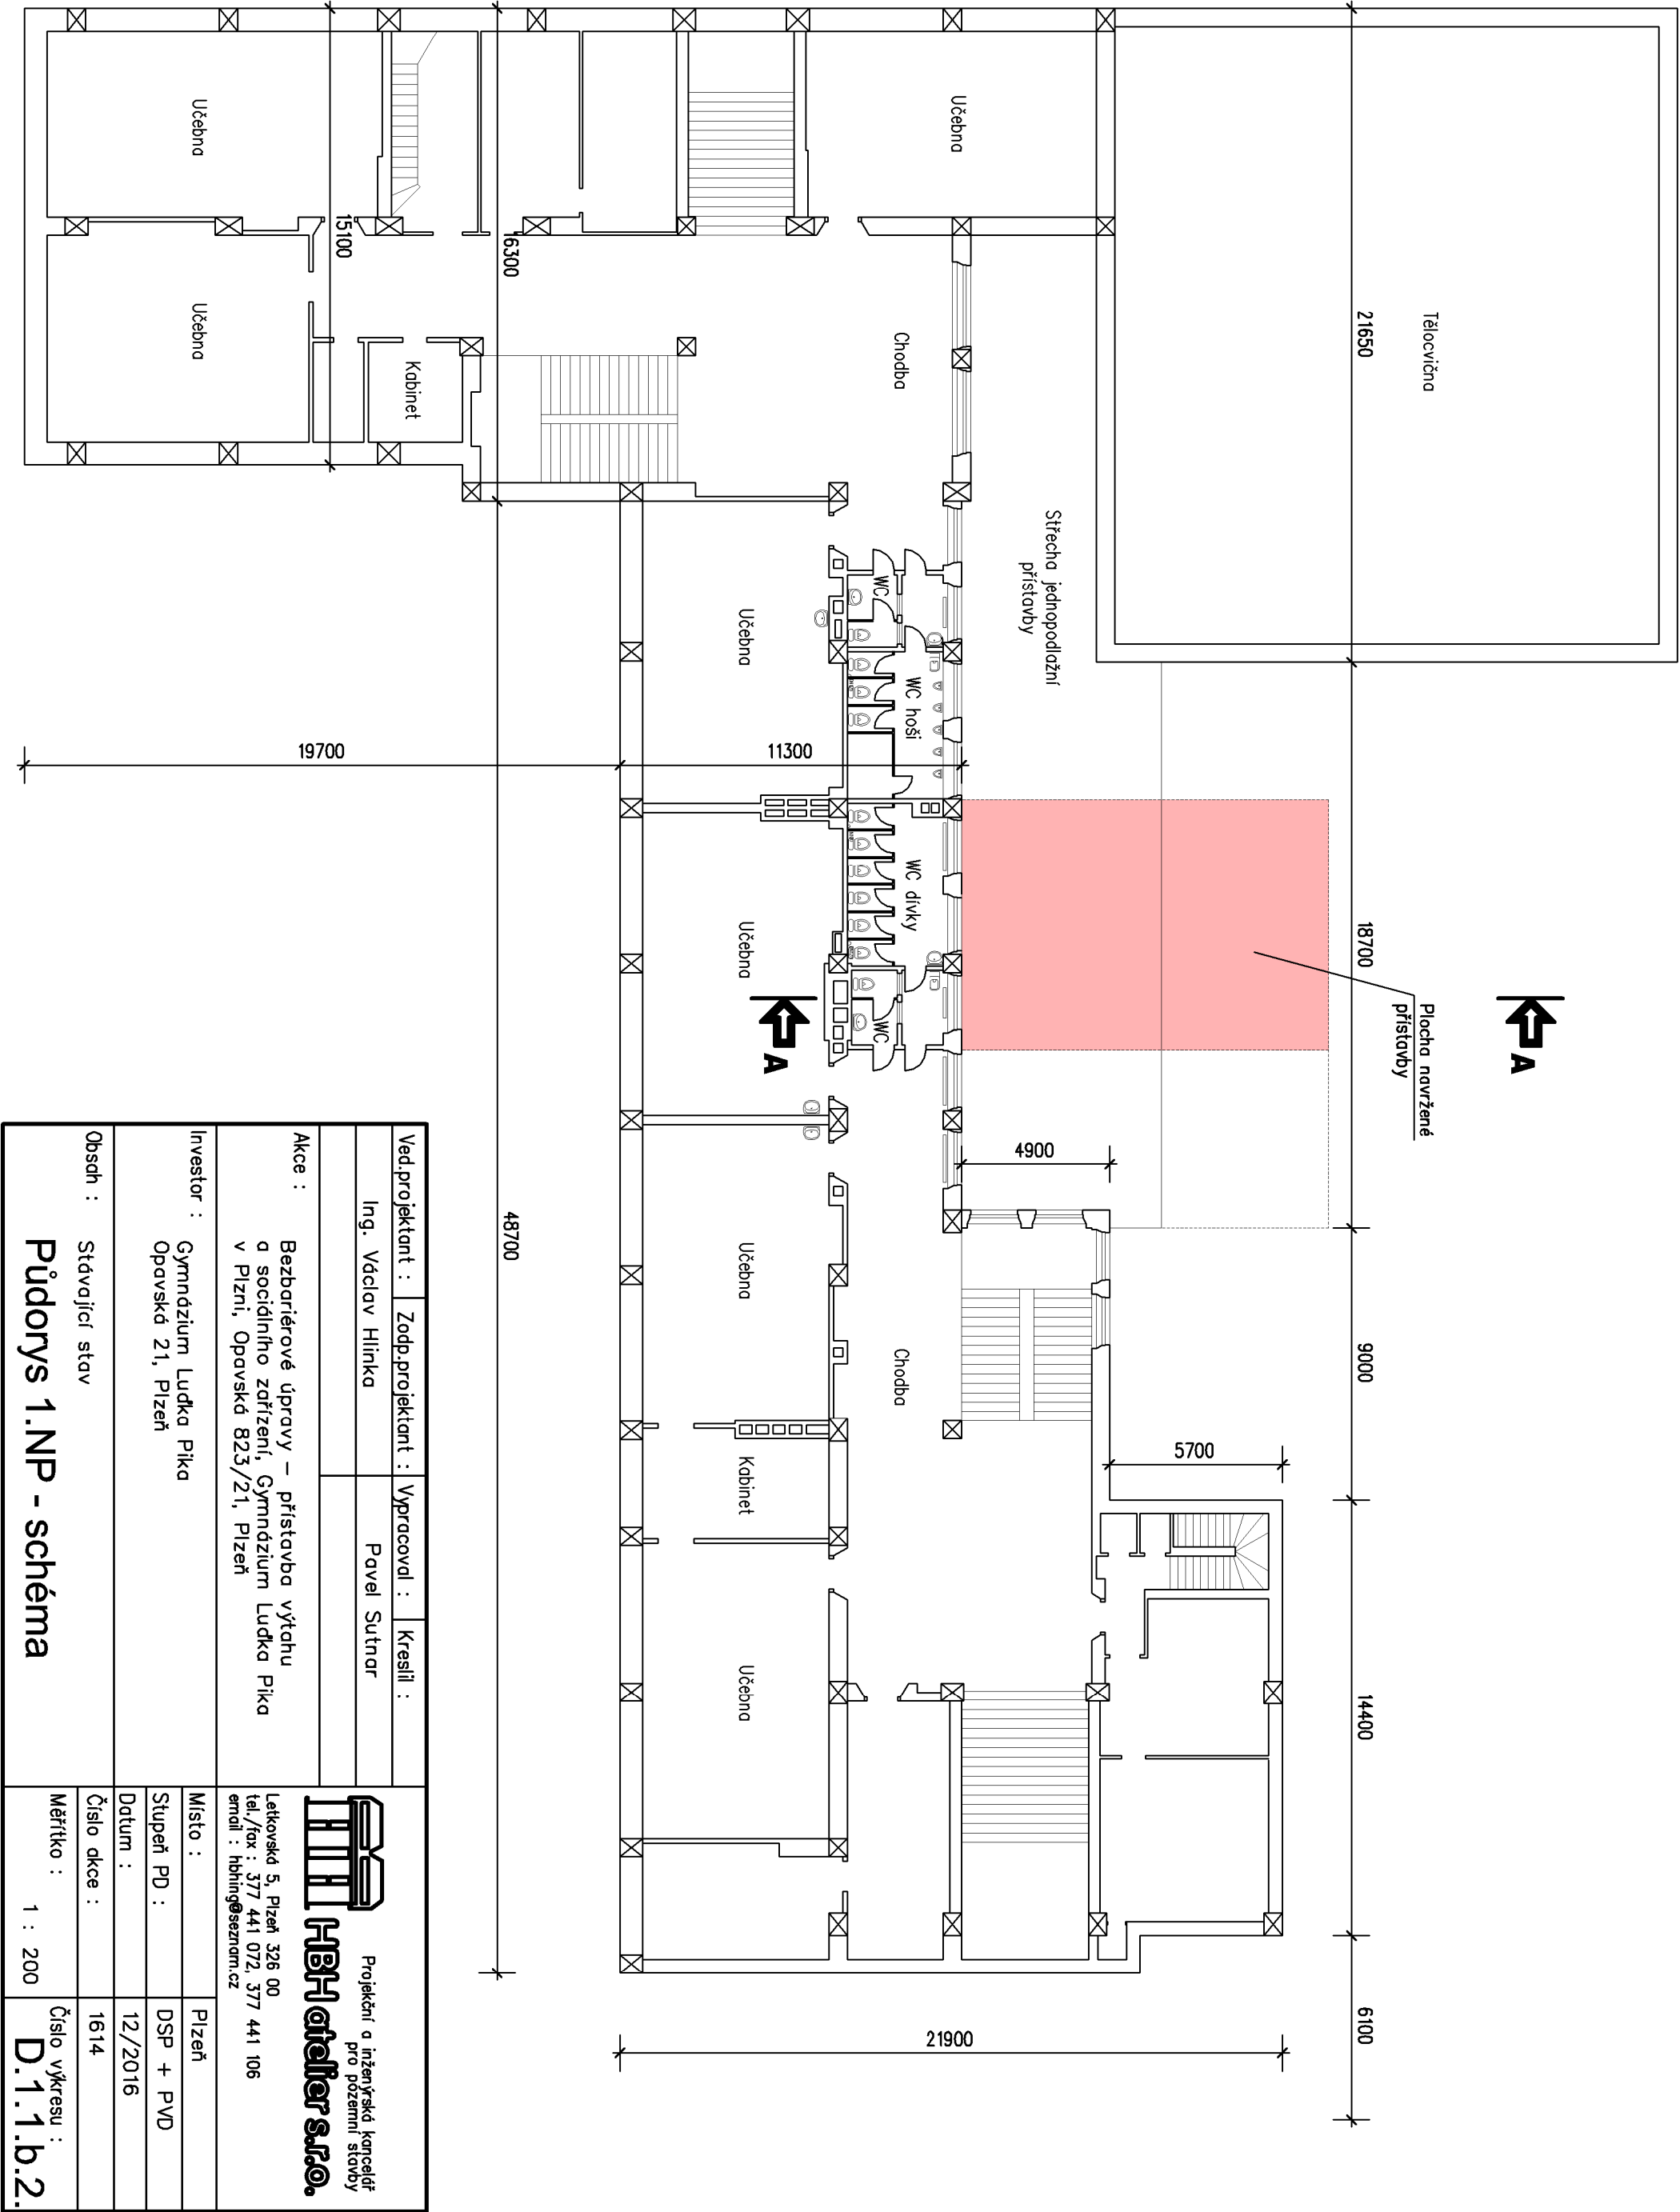 Tělocvična
21650
18700
9000
14400
6100
Plocha navržené
přístavby
A
Střecha jednopodlažní
přístavby
4900
5700
Učebna
Chodba
WC
WC hoši
WC dívky
WC
Chodba
11300
19700
21900
A
Učebna
Učebna
Učebna
Kabinet
Učebna
6300
48700
Kabinet
15100
Učebna
Učebna
Ved.projektant :
Zodp.projektant :
Vypracoval :
Kreslil :
Ing. Václav Hlinka
Pavel Sutnar
Akce :
Bezbariérové úpravy – přístavba výtahu
a sociálního zařízení, Gymnázium Luďka Pika
v Plzni, Opavská 823/21, Plzeň
Investor :
Gymnázium Luďka Pika
Opavská 21, Plzeň
Obsah :
Stávající stav
Půdorys 1.NP - schéma
Projekční a inženýrská kancelář
pro pozemní stavby
HBH atelier s.r.o.
Letkovská 5, Plzeň 326 00
tel./fax : 377 441 072, 377 441 106
email : hbhing@seznam.cz
Místo :
Plzeň
Stupeň PD :
DSP + PVD
Datum :
12/2016
Číslo akce :
1614
Měřítko :
1 : 200
Číslo výkresu :
D.1.1.b.2.